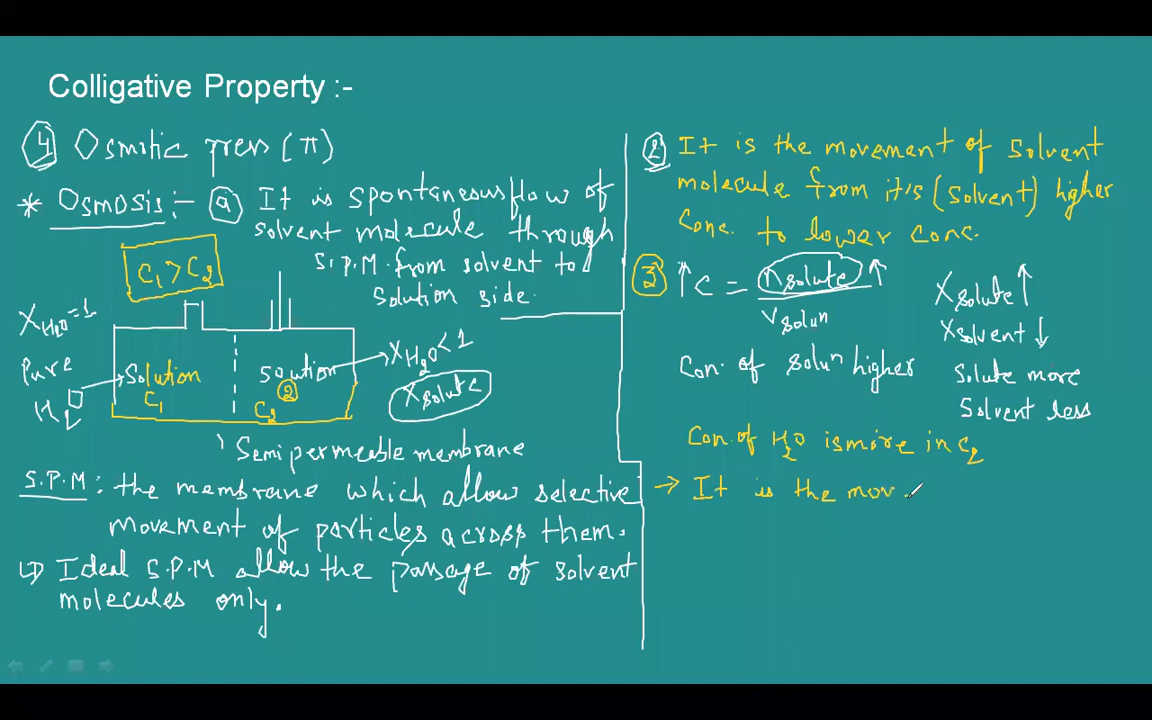 Colligative Property :-
4 Osmotic press (π)
* Osmosis :- a It is spontaneous flow of
solvent molecule through
S.P.M from solvent to
solution side.
C1 > C2
XH2O = 1
Pure
H2O
Solution
C1
Solution
2
C2
XH2O < 1
Xsolute
Semipermeable membrane
S.P.M : the membrane which allow selective
movement of particles across them.
↳ Ideal S.P.M allow the passage of solvent
molecules only.
2 It is the movement of solvent
molecule from it's (solvent) higher
Conc. to lower conc.
3 ↑C = nsolute ↑
Vsolun
Con. of solun higher
Xsolute ↑
Xsolvent ↓
Solute more
Solvent less
Con. of H2O is more in C2
→ It is the mov